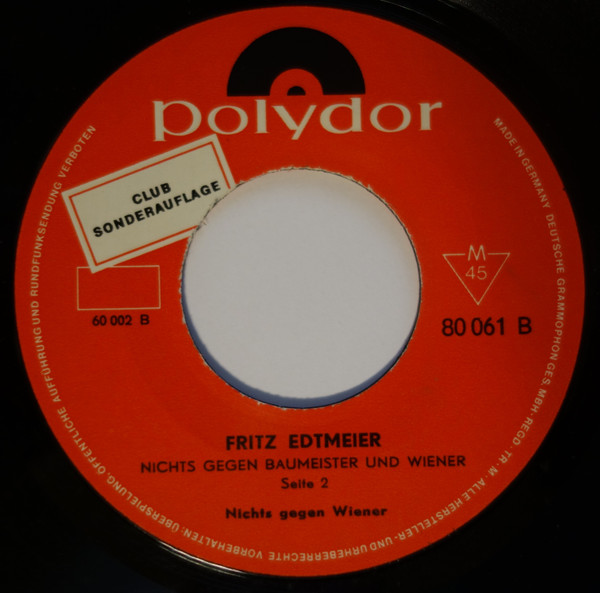 polydor
CLUB
SONDERAUFLAGE
60 002 B
M
45
80 061 B
FRITZ EDTMEIER
NICHTS GEGEN BAUMEISTER UND WIENER
Seite 2
Nichts gegen Wiener
MADE IN GERMANY DEUTSCHE GRAMMOPHON GES. MBH · REGD. TR. M. · ALLE HERSTELLER- UND URHEBERRECHTE VORBEHALTEN: ÜBERSPIELUNG ÖFFENTLICHE AUFFÜHRUNG UND RUNDFUNKSENDUNG VERBOTEN